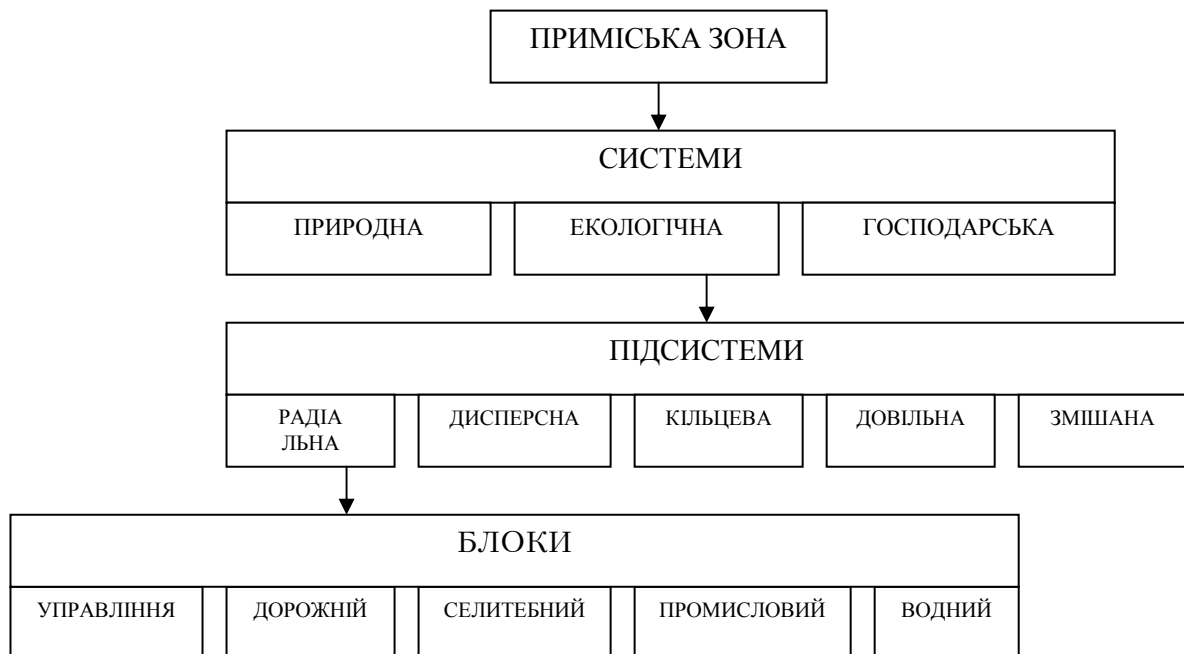 ПРИМІСЬКА ЗОНА
СИСТЕМИ
ПРИРОДНА
ЕКОЛОГІЧНА
ГОСПОДАРСЬКА
ПІДСИСТЕМИ
РАДІА
ЛЬНА
ДИСПЕРСНА
КІЛЬЦЕВА
ДОВІЛЬНА
ЗМІШАНА
БЛОКИ
УПРАВЛІННЯ
ДОРОЖНІЙ
СЕЛИТЕБНИЙ
ПРОМИСЛОВИЙ
ВОДНИЙ